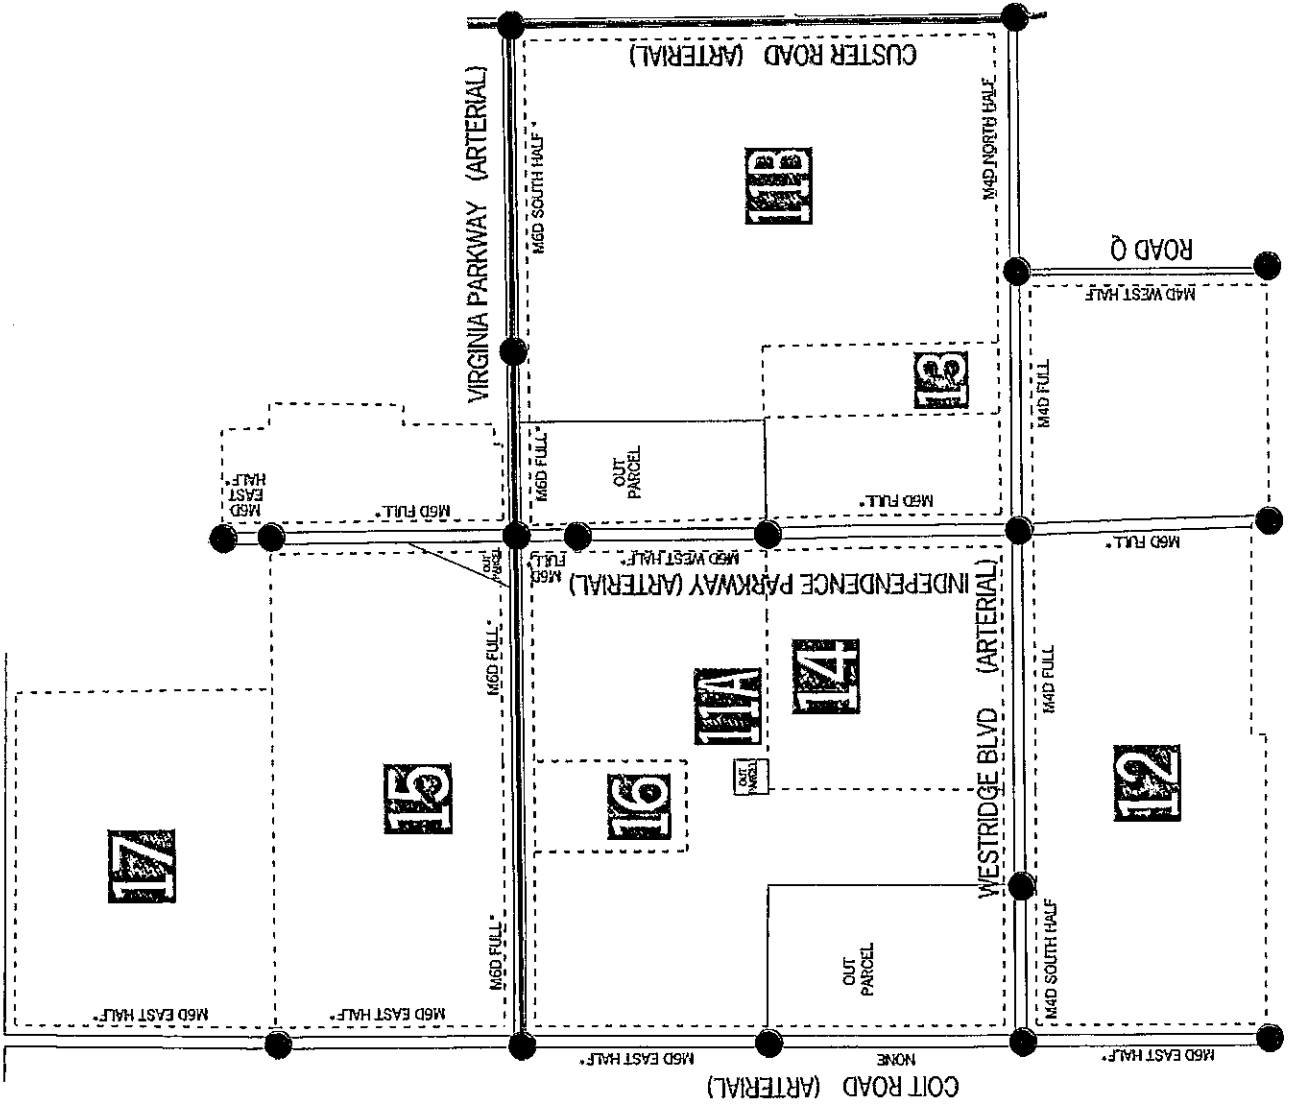 CUSTER ROAD (ARTERIAL)
VIRGINIA PARKWAY (ARTERIAL)
M6D SOUTH HALF*
11B
M4D NORTH HALF
ROAD Q
M4D WEST HALF
13
M4D FULL
M6D FULL*
OUT
PARCEL
M6D FULL*
M6D
EAST
HALF*
M6D FULL*
M6D FULL*
OUT
PARCEL
M6D
FULL*
M6D WEST HALF*
INDEPENDENCE PARKWAY (ARTERIAL)
WESTRIDGE BLVD (ARTERIAL)
M6D FULL*
M4D FULL
14
11A
OUT
PARCEL
12
16
15
17
M6D FULL*
OUT
PARCEL
M4D SOUTH HALF
M6D EAST HALF*
M6D EAST HALF*
M6D EAST HALF*
NONE
M6D EAST HALF*
COIT ROAD (ARTERIAL)